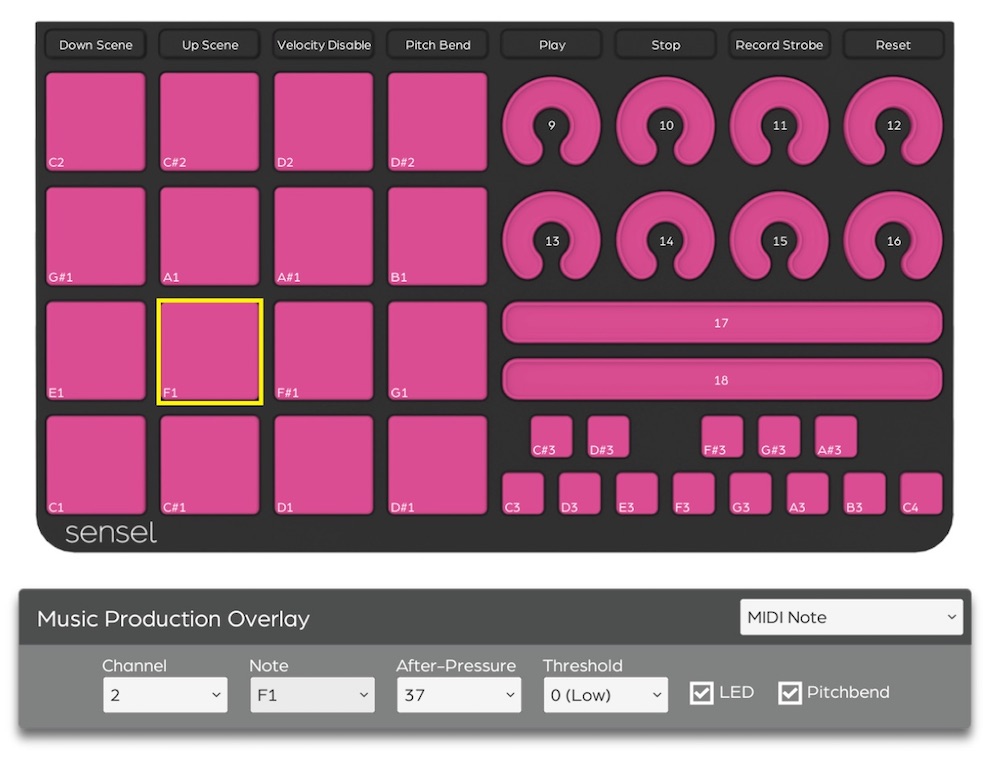 Down Scene Up Scene Velocity Disable Pitch Bend Play Stop Record Strobe Reset
9 10 11 12
C2 C#2 D2 D#2
13 14 15 16
G#1 A1 A#1 B1
17
18
E1 F1 F#1 G1
C#3 D#3 F#3 G#3 A#3
C1 C#1 D1 D#1 C3 D3 E3 F3 G3 A3 B3 C4
sensel
Music Production Overlay MIDI Note
Channel Note After-Pressure Threshold
2 F1 37 0 (Low) LED Pitchbend